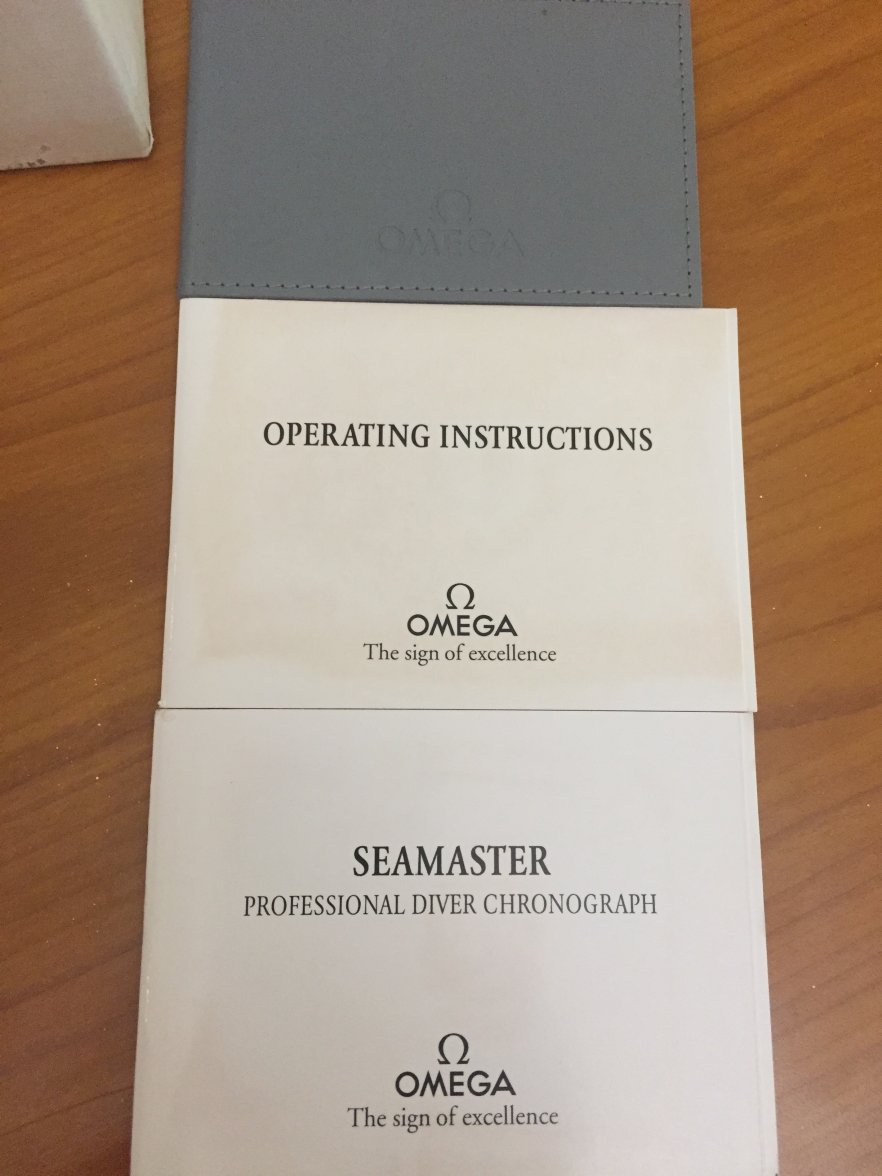 Ω
OMEGA
OPERATING INSTRUCTIONS
Ω
OMEGA
The sign of excellence
SEAMASTER
PROFESSIONAL DIVER CHRONOGRAPH
Ω
OMEGA
The sign of excellence